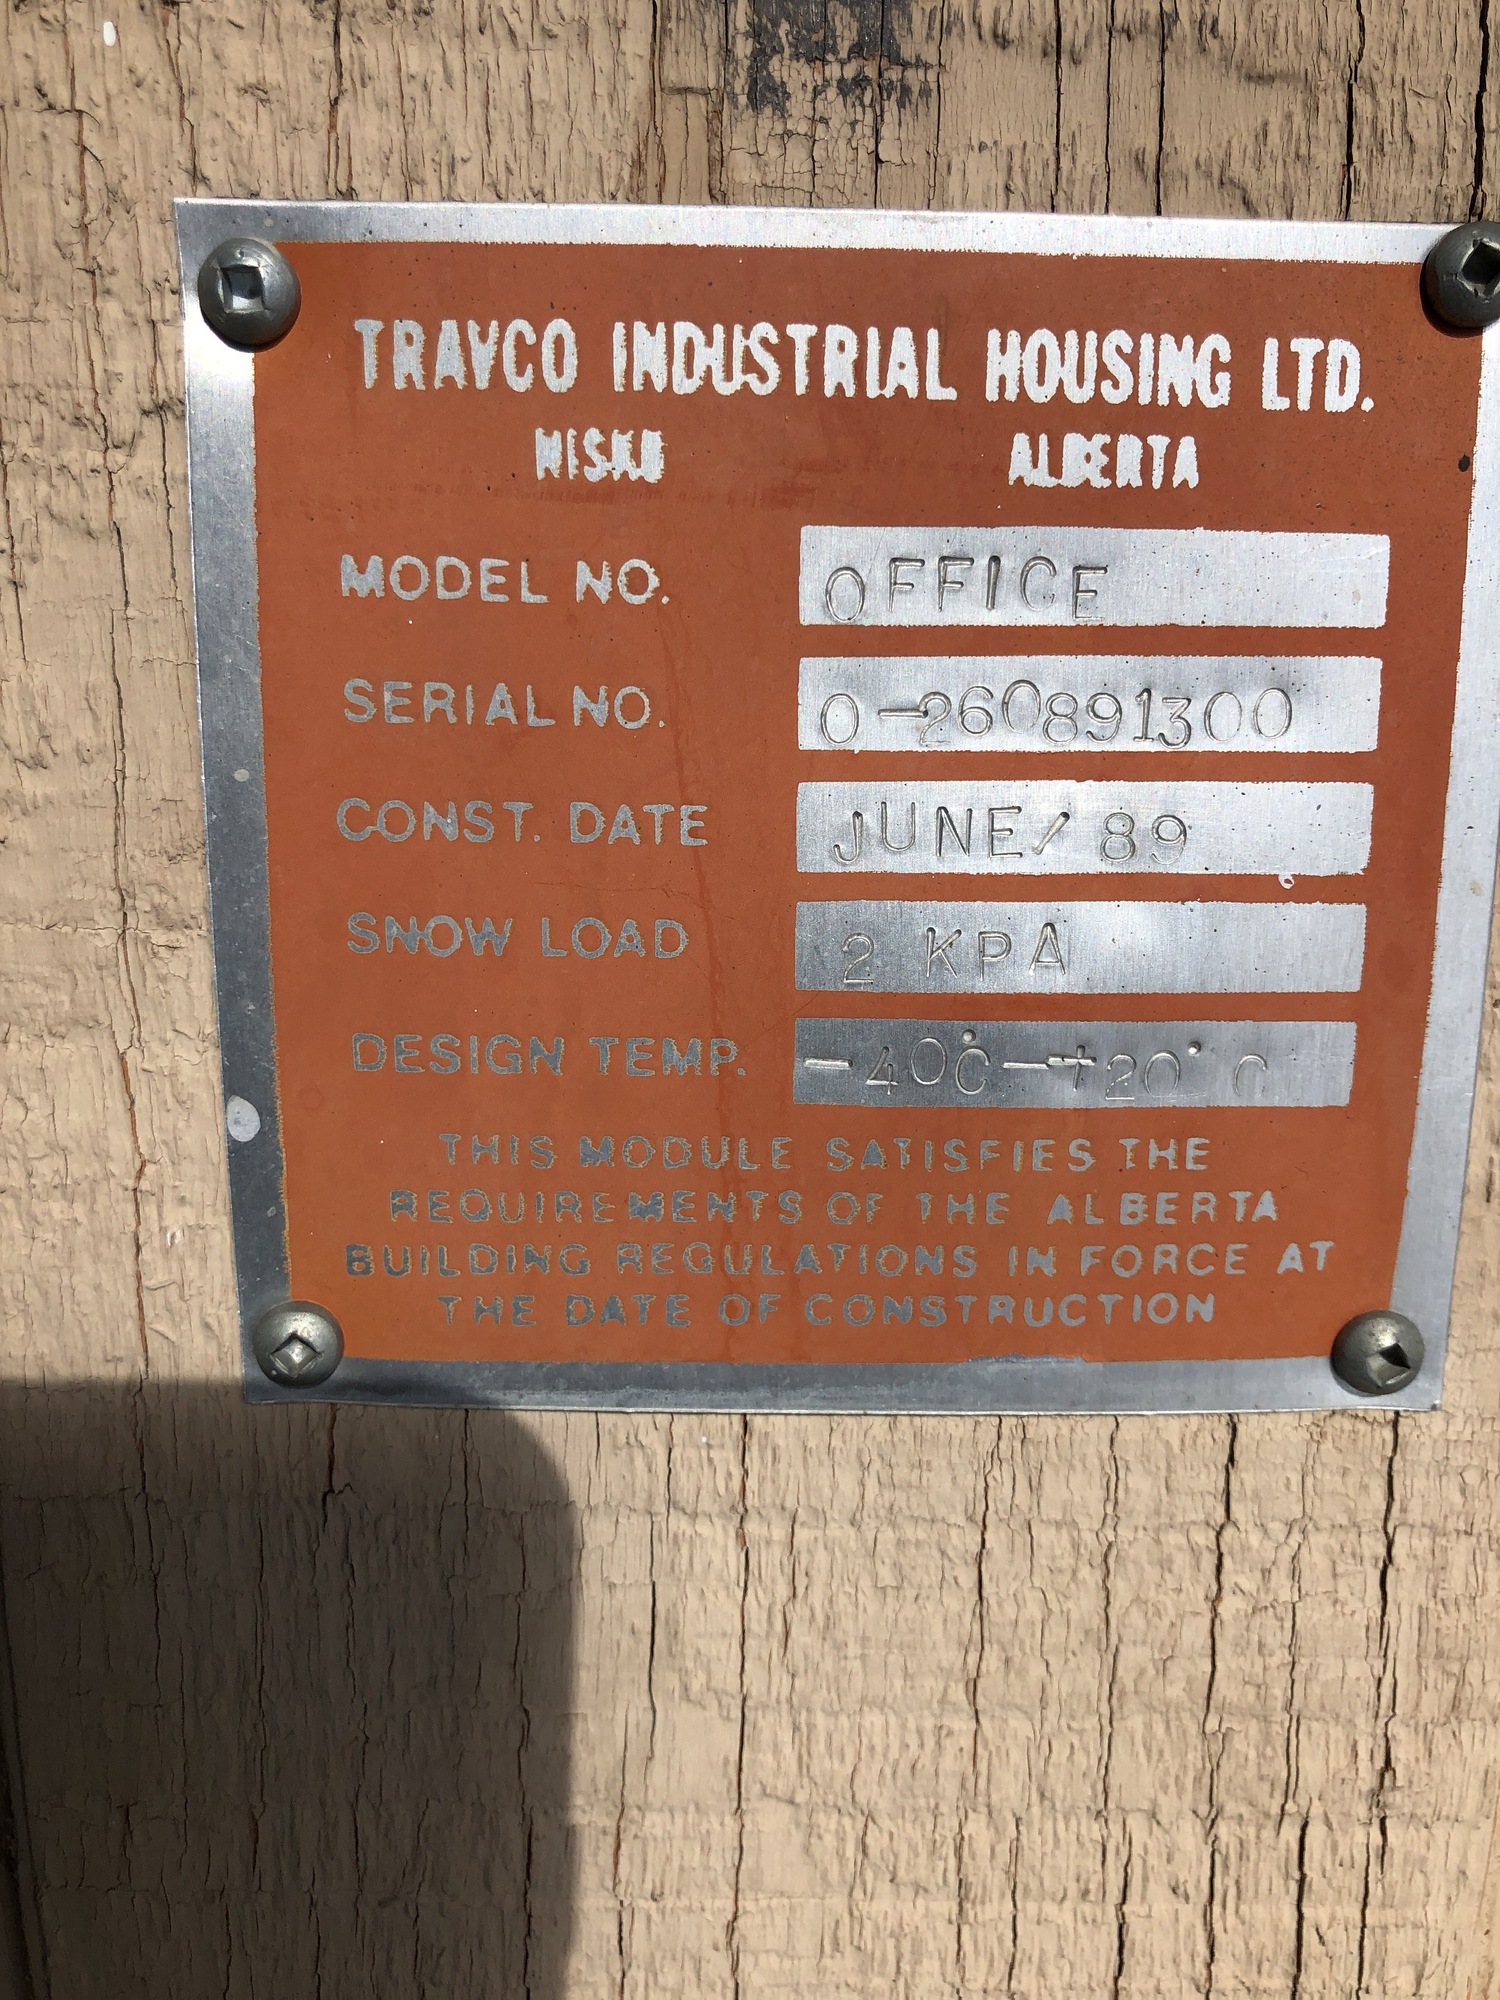 TRAVCO INDUSTRIAL HOUSING LTD.
NISKU ALBERTA
MODEL NO. OFFICE
SERIAL NO. O-260891300
CONST. DATE JUNE/89
SNOW LOAD 2 KPA
DESIGN TEMP. -40°C-+20°C
THIS MODULE SATISFIES THE
REQUIREMENTS OF THE ALBERTA
BUILDING REGULATIONS IN FORCE AT
THE DATE OF CONSTRUCTION